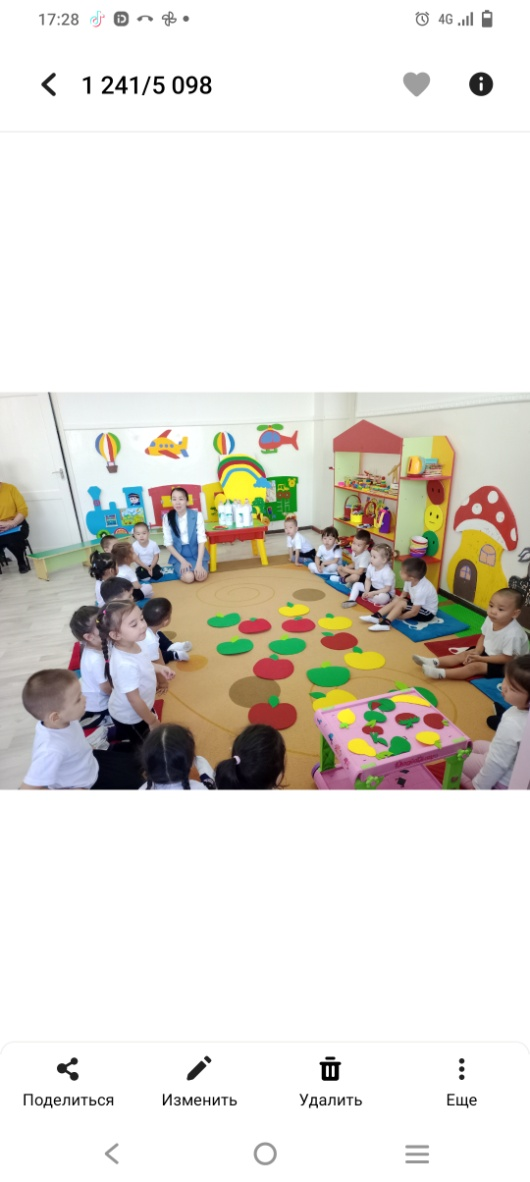 17:28
4G
1 241/5 098
Поделиться
Изменить
Удалить
Еще